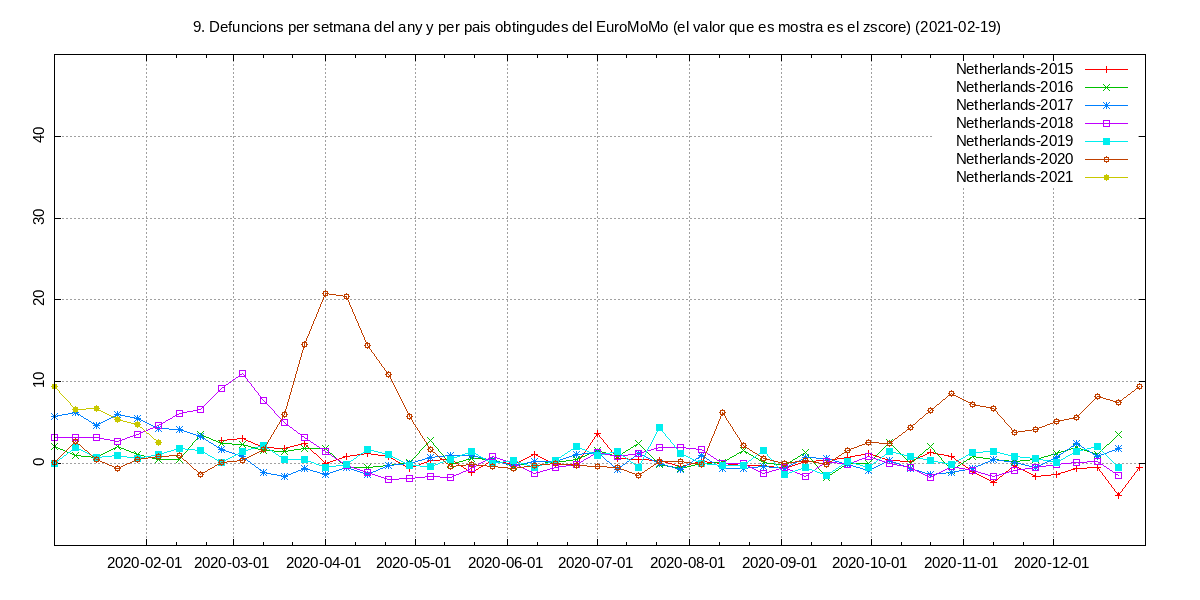 9. Defuncions per setmana del any y per pais obtingudes del EuroMoMo (el valor que es mostra es el zscore) (2021-02-19)
Netherlands-2015
Netherlands-2016
Netherlands-2017
Netherlands-2018
Netherlands-2019
Netherlands-2020
Netherlands-2021
40
30
20
10
0
2020-02-01 2020-03-01 2020-04-01 2020-05-01 2020-06-01 2020-07-01 2020-08-01 2020-09-01 2020-10-01 2020-11-01 2020-12-01